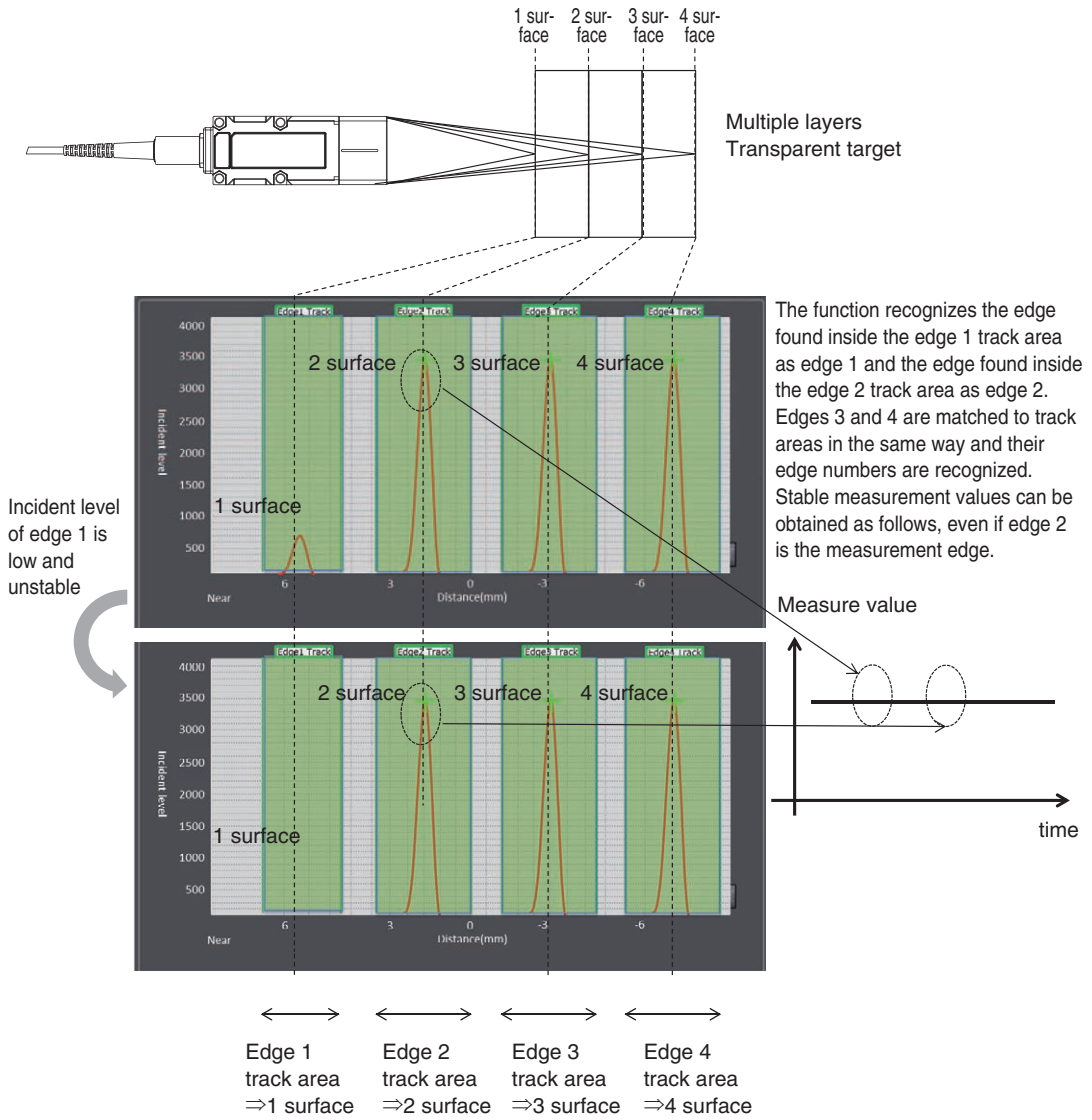 1 sur-
face
2 sur-
face
3 sur-
face
4 sur-
face
Multiple layers
Transparent target
Edge1 Track
Edge2 Track
Edge3 Track
Edge4 Track
4000
3500
3000
2500
2000
1500
1000
500
Incident level
2 surface
3 surface
4 surface
1 surface
6
3
0
-3
-6
Near
Distance(mm)
The function recognizes the edge
found inside the edge 1 track area
as edge 1 and the edge found inside
the edge 2 track area as edge 2.
Edges 3 and 4 are matched to track
areas in the same way and their
edge numbers are recognized.
Stable measurement values can be
obtained as follows, even if edge 2
is the measurement edge.
Incident level
of edge 1 is
low and
unstable
Measure value
time
Edge1 Track
Edge2 Track
Edge3 Track
Edge4 Track
4000
3500
3000
2500
2000
1500
1000
500
Incident level
2 surface
3 surface
4 surface
1 surface
6
3
0
-3
-6
Near
Distance(mm)
Edge 1
track area
⇒1 surface
Edge 2
track area
⇒2 surface
Edge 3
track area
⇒3 surface
Edge 4
track area
⇒4 surface